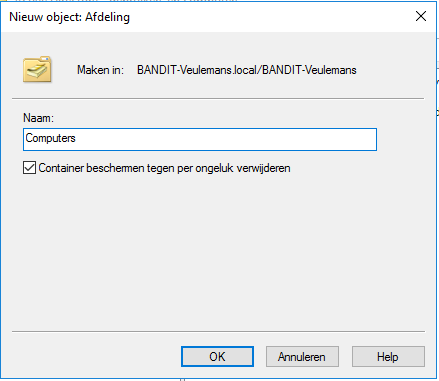 Nieuw object: Afdeling
Maken in: BANDIT-Veulemans.local/BANDIT-Veulemans
Naam:
Computers
Container beschermen tegen per ongeluk verwijderen
OK Annuleren Help